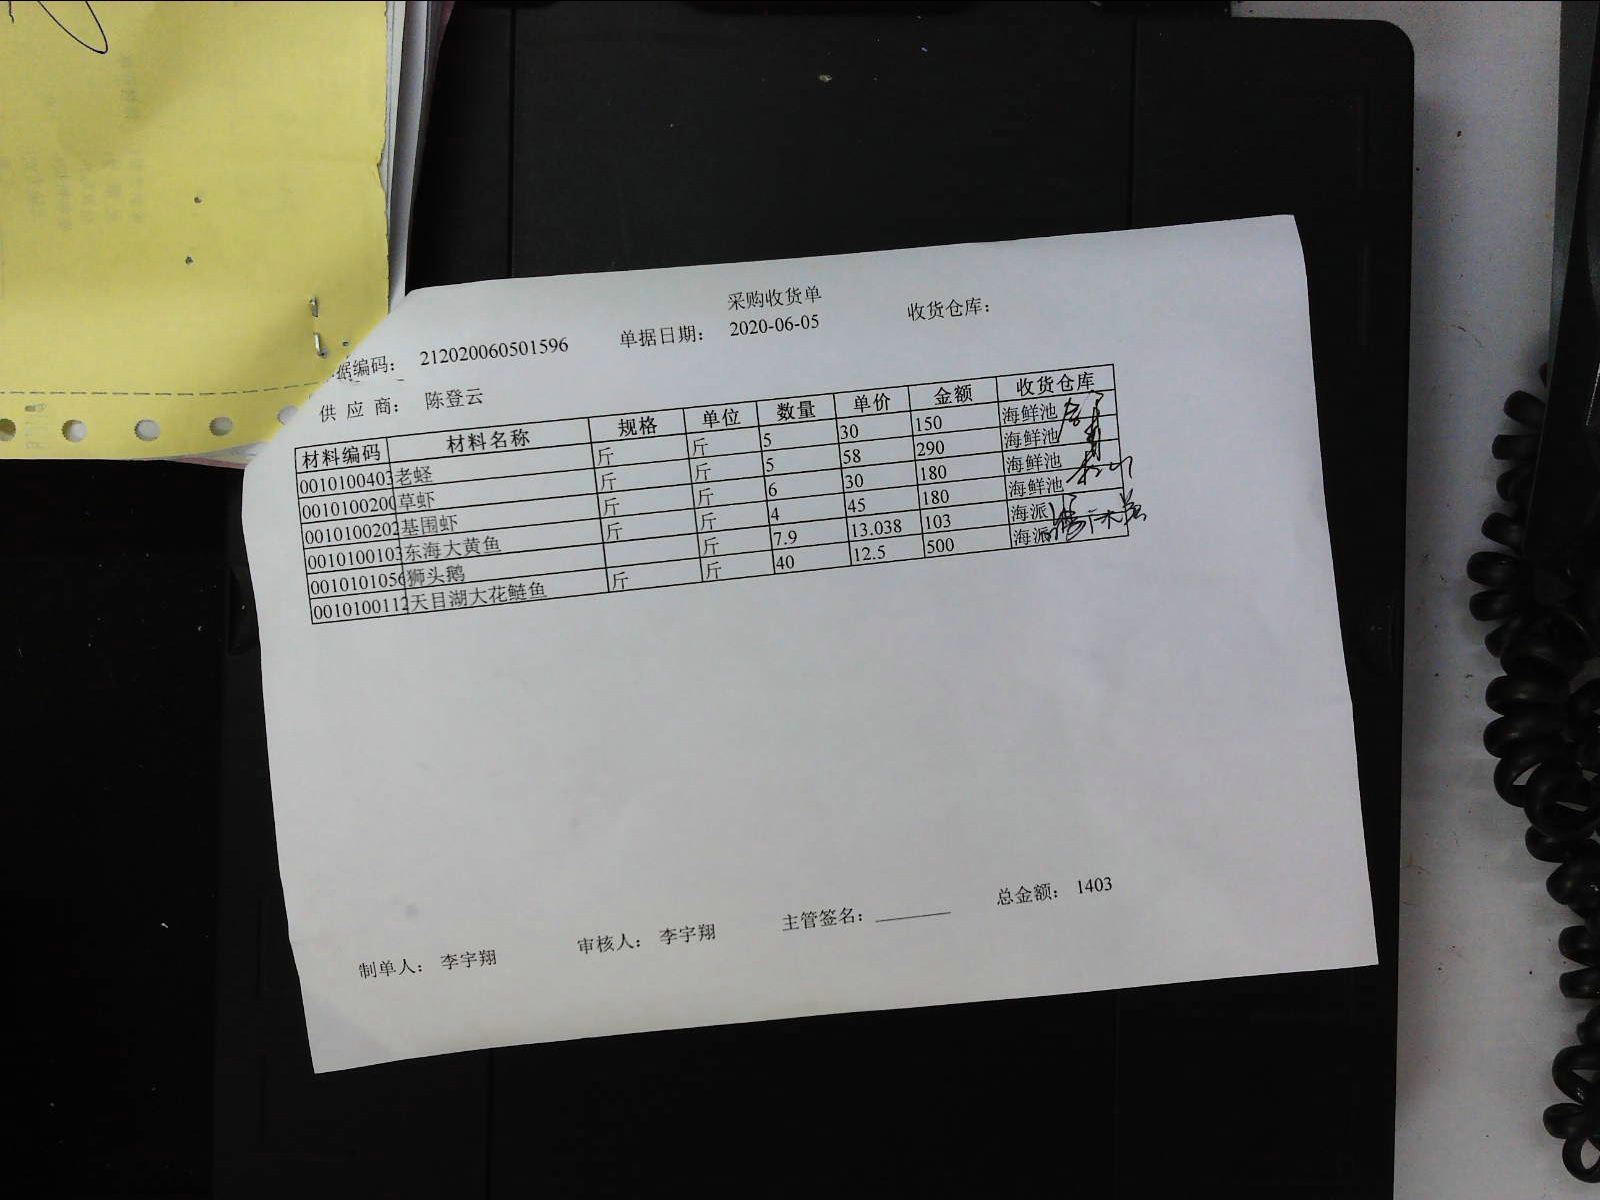 采购收货单
据编码: 212020060501596 单据日期: 2020-06-05 收货仓库:
供 应 商: 陈登云
材料编码 材料名称 规格 单位 数量 单价 金额 收货仓库
0010100403 老蛏 斤 斤 5 30 150 海鲜池
0010100200 草虾 斤 斤 5 58 290 海鲜池
0010100202 基围虾 斤 斤 6 30 180 海鲜池
0010100103 东海大黄鱼 斤 斤 4 45 180 海鲜池
0010101056 狮头鹅 斤 7.9 13.038 103 海派
0010100112 天目湖大花鲢鱼 斤 斤 40 12.5 500 海派
制单人: 李宇翔 审核人: 李宇翔 主管签名: 总金额: 1403